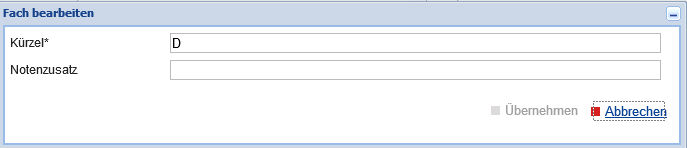 Fach bearbeiten
Kürzel* D
Notenzusatz
Übernehmen Abbrechen